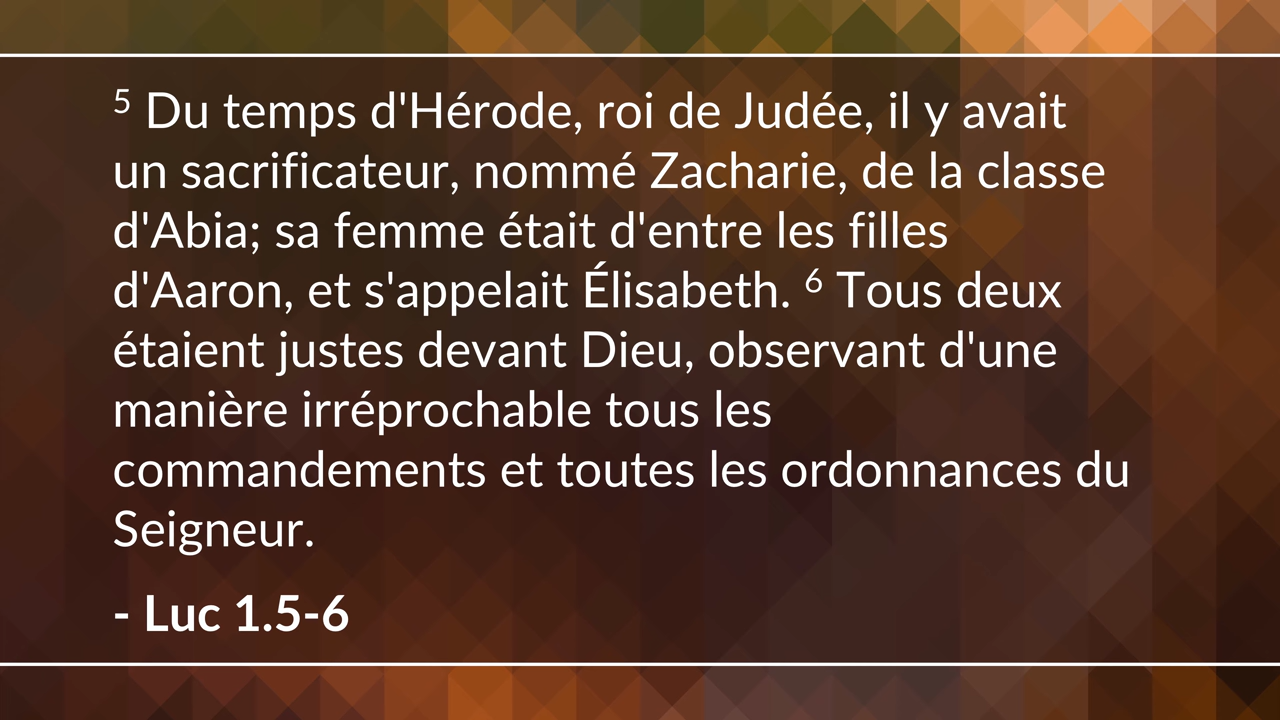 5 Du temps d'Hérode, roi de Judée, il y avait
un sacrificateur, nommé Zacharie, de la classe
d'Abia; sa femme était d'entre les filles
d'Aaron, et s'appelait Élisabeth. 6 Tous deux
étaient justes devant Dieu, observant d'une
manière irréprochable tous les
commandements et toutes les ordonnances du
Seigneur.
- Luc 1.5-6